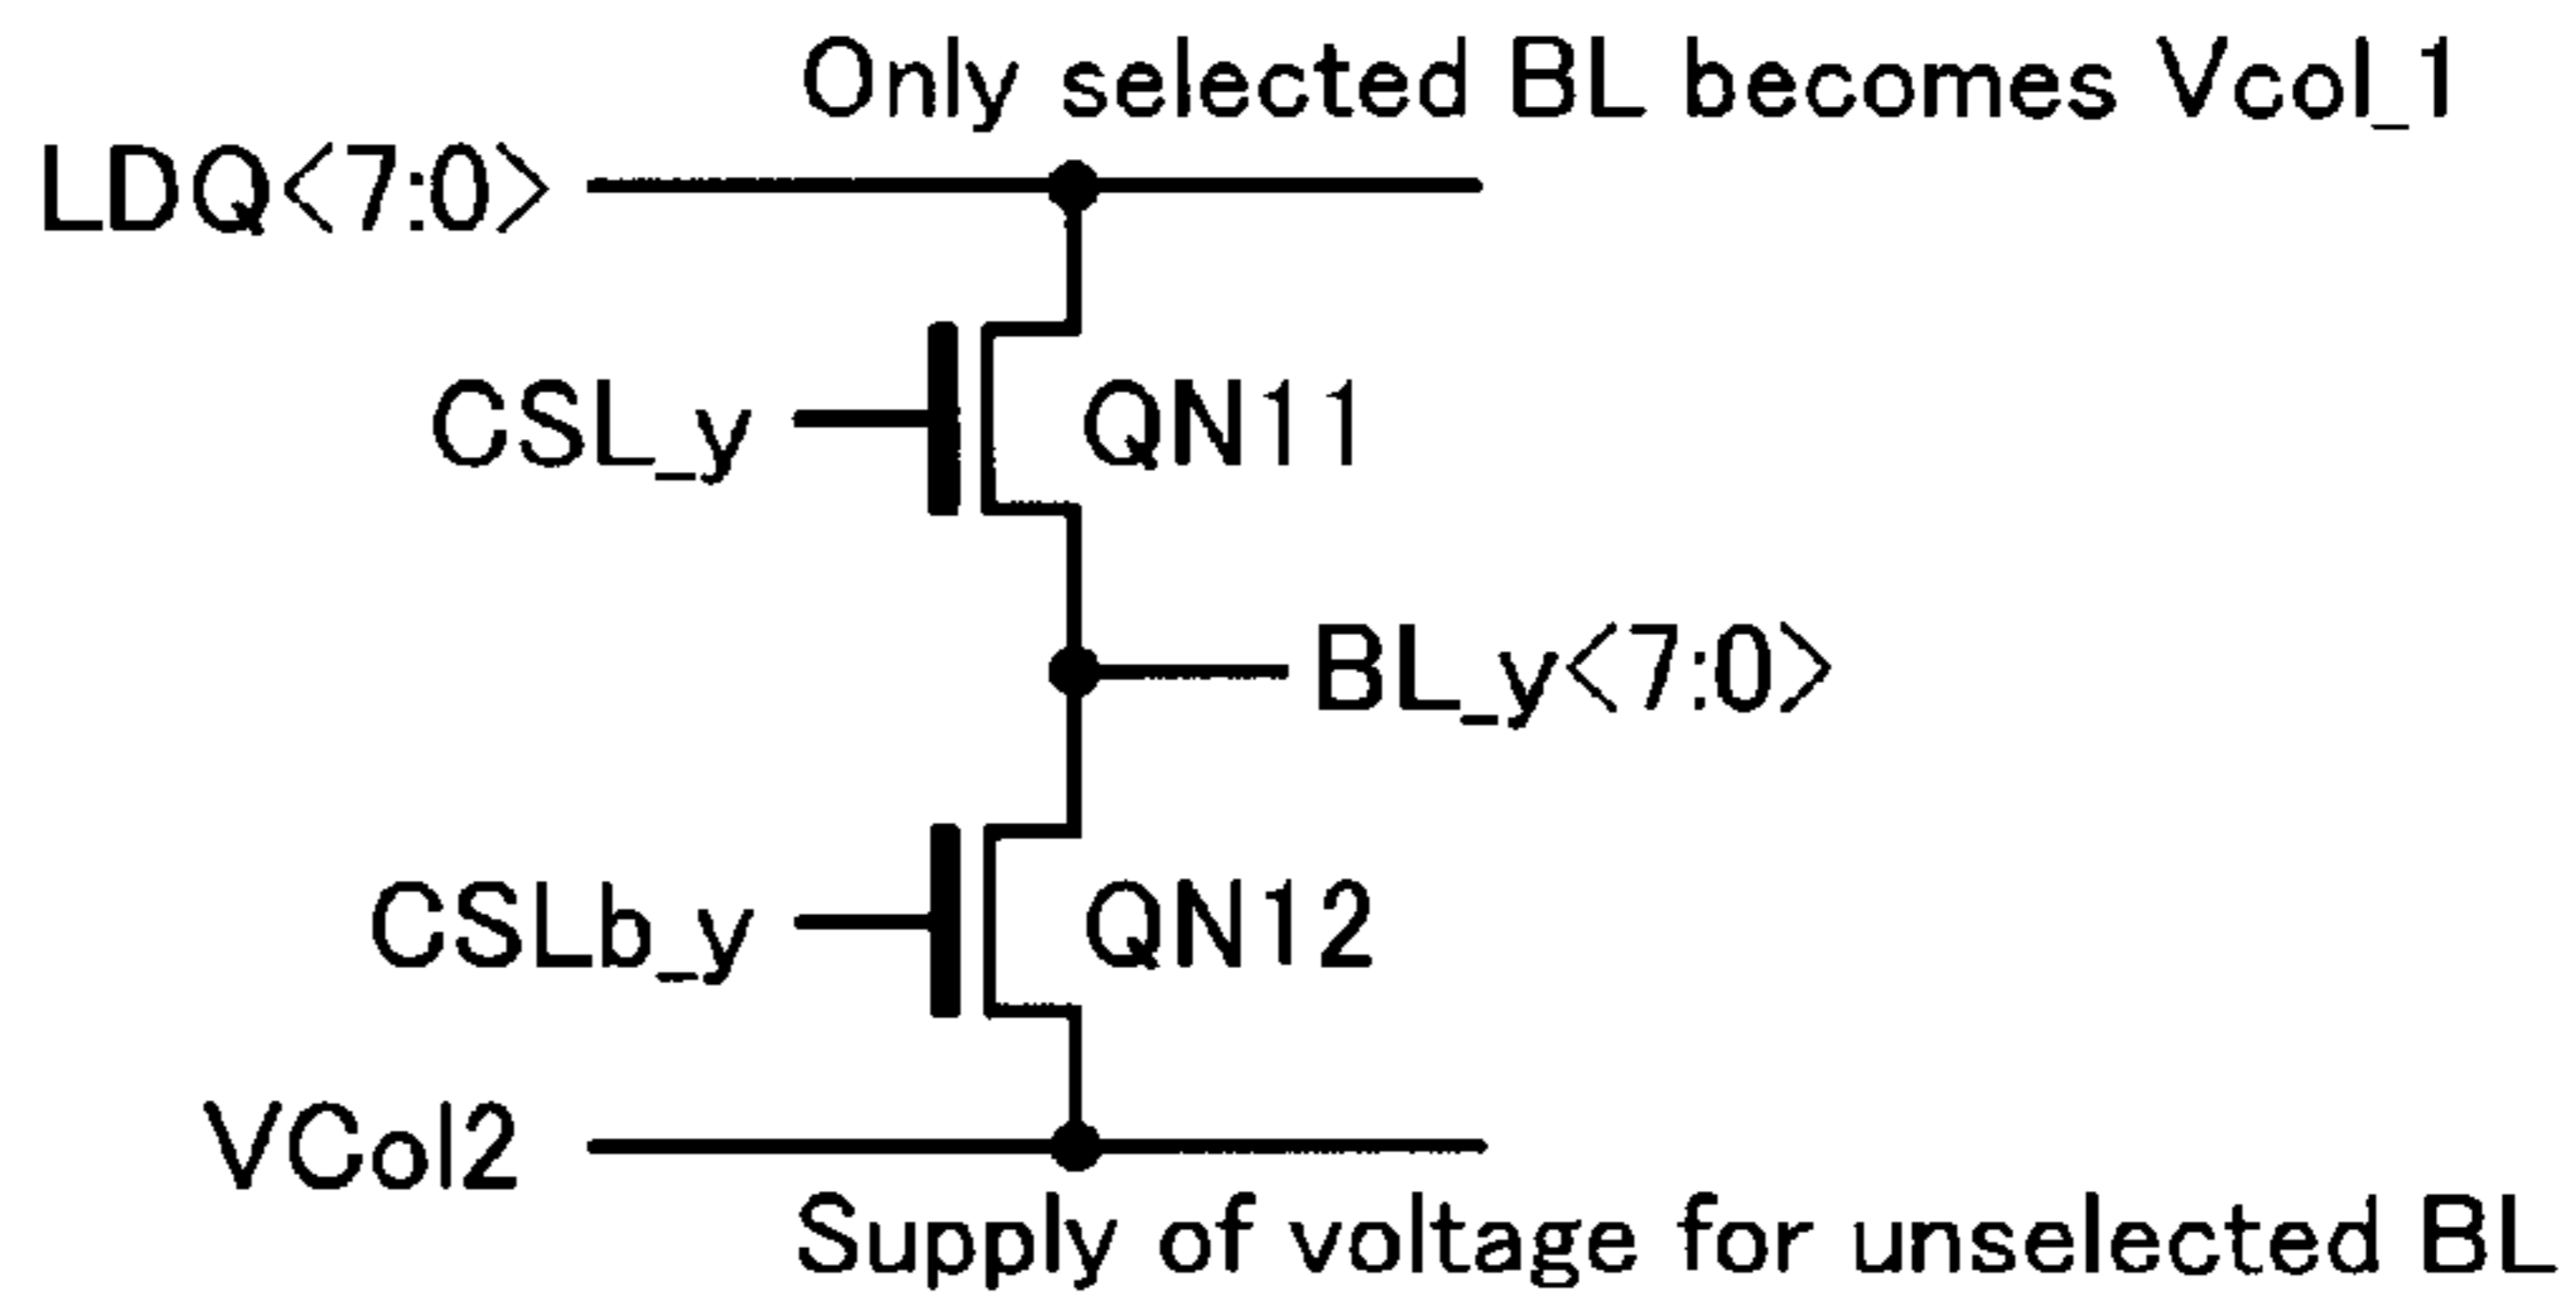 Only selected BL becomes Vcol_1
LDQ<7:0>
CSL_y
QN11
BL_y<7:0>
CSLb_y
QN12
VCol2
Supply of voltage for unselected BL